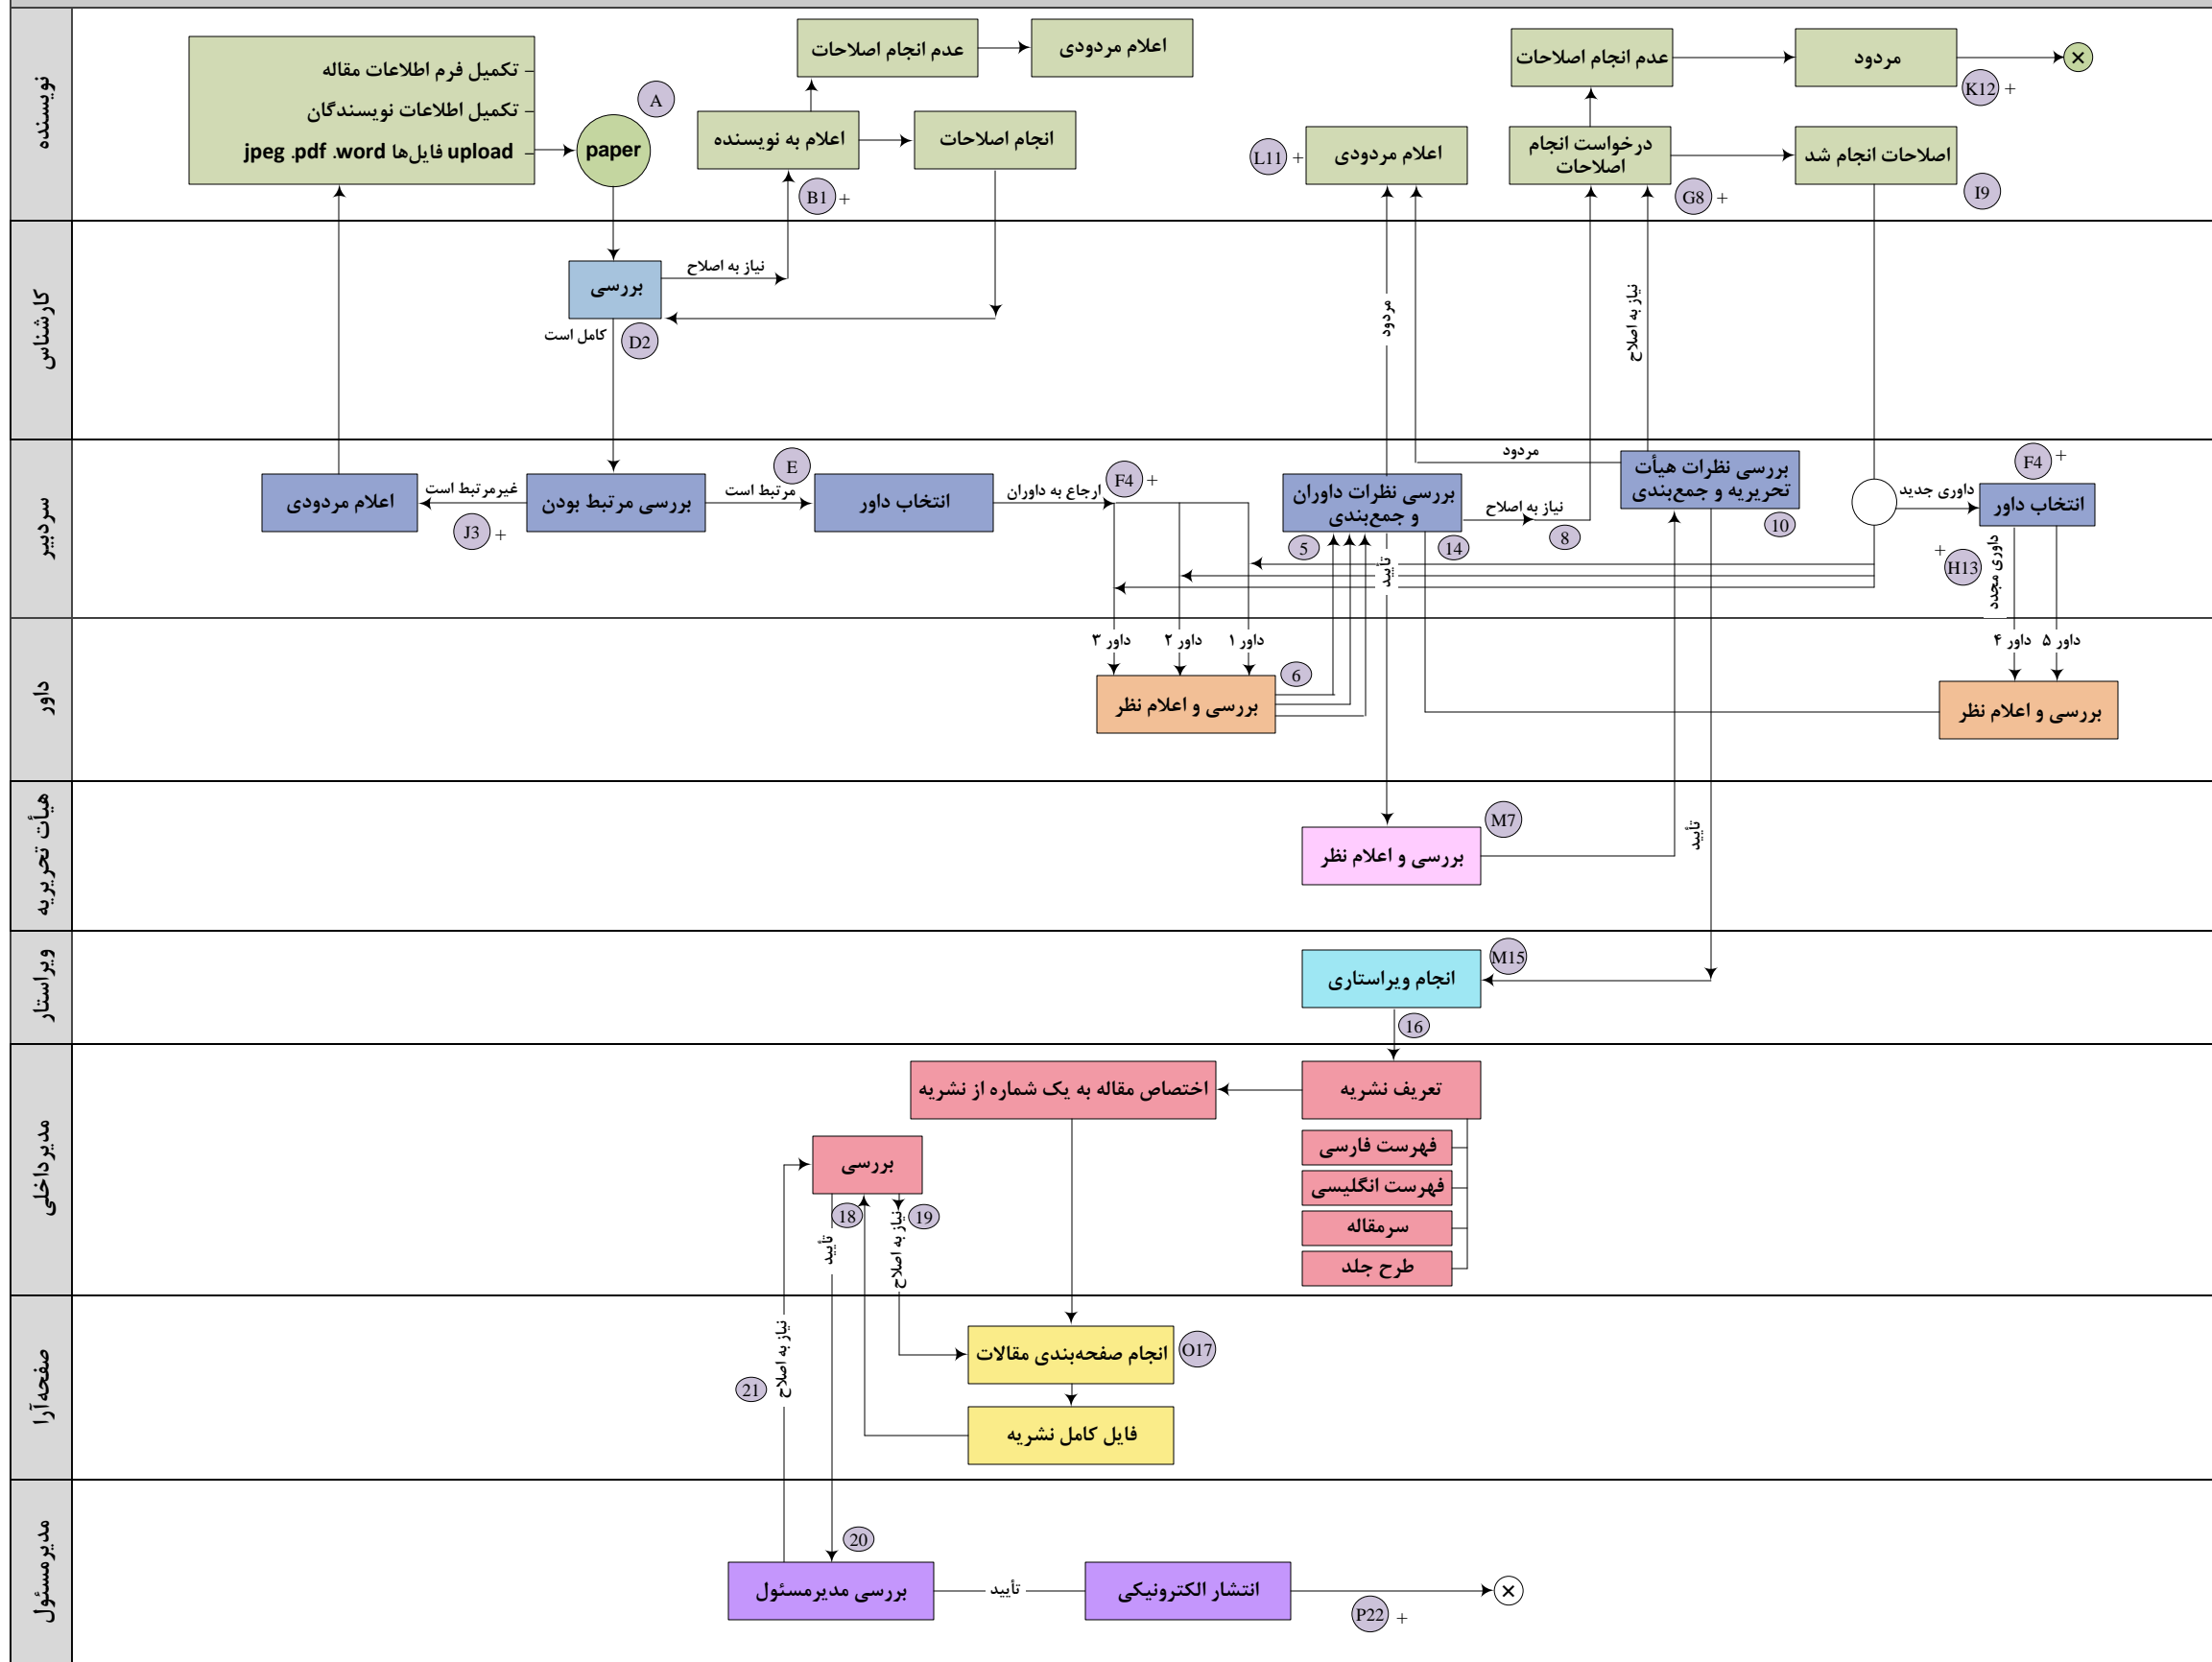 نویسنده
تکمیل فرم اطلاعات مقاله –
تکمیل اطلاعات نویسندگان –
upload فایل‌ها jpeg .pdf .word –
A
paper
عدم انجام اصلاحات
اعلام مردودی
اعلام به نویسنده
انجام اصلاحات
B1 +
عدم انجام اصلاحات
مردود
K12 +
L11 +
اعلام مردودی
درخواست انجام
اصلاحات
اصلاحات انجام شد
G8 +
I9
کارشناس
بررسی
نیاز به اصلاح
کامل است
D2
مردود
نیاز به اصلاح
سردبیر
اعلام مردودی
غیرمرتبط است
J3 +
بررسی مرتبط بودن
مرتبط است
E
انتخاب داور
ارجاع به داوران
F4 +
بررسی نظرات داوران
و جمع‌بندی
5
14
تأیید
نیاز به اصلاح
8
مردود
بررسی نظرات هیأت
تحریریه و جمع‌بندی
10
داوری جدید
F4 +
انتخاب داور
H13 +
داوری مجدد
داور
داور ۳
داور ۲
داور ۱
بررسی و اعلام نظر
6
داور ۴
داور ۵
بررسی و اعلام نظر
هیأت تحریریه
M7
بررسی و اعلام نظر
تأیید
ویراستار
انجام ویراستاری
M15
16
مدیرداخلی
تعریف نشریه
اختصاص مقاله به یک شماره از نشریه
فهرست فارسی
فهرست انگلیسی
سرمقاله
طرح جلد
بررسی
18
19
تأیید
نیاز به اصلاح
صفحه‌آرا
انجام صفحه‌بندی مقالات
O17
فایل کامل نشریه
نیاز به اصلاح
21
مدیرمسئول
20
بررسی مدیرمسئول
تأیید
انتشار الکترونیکی
P22 +